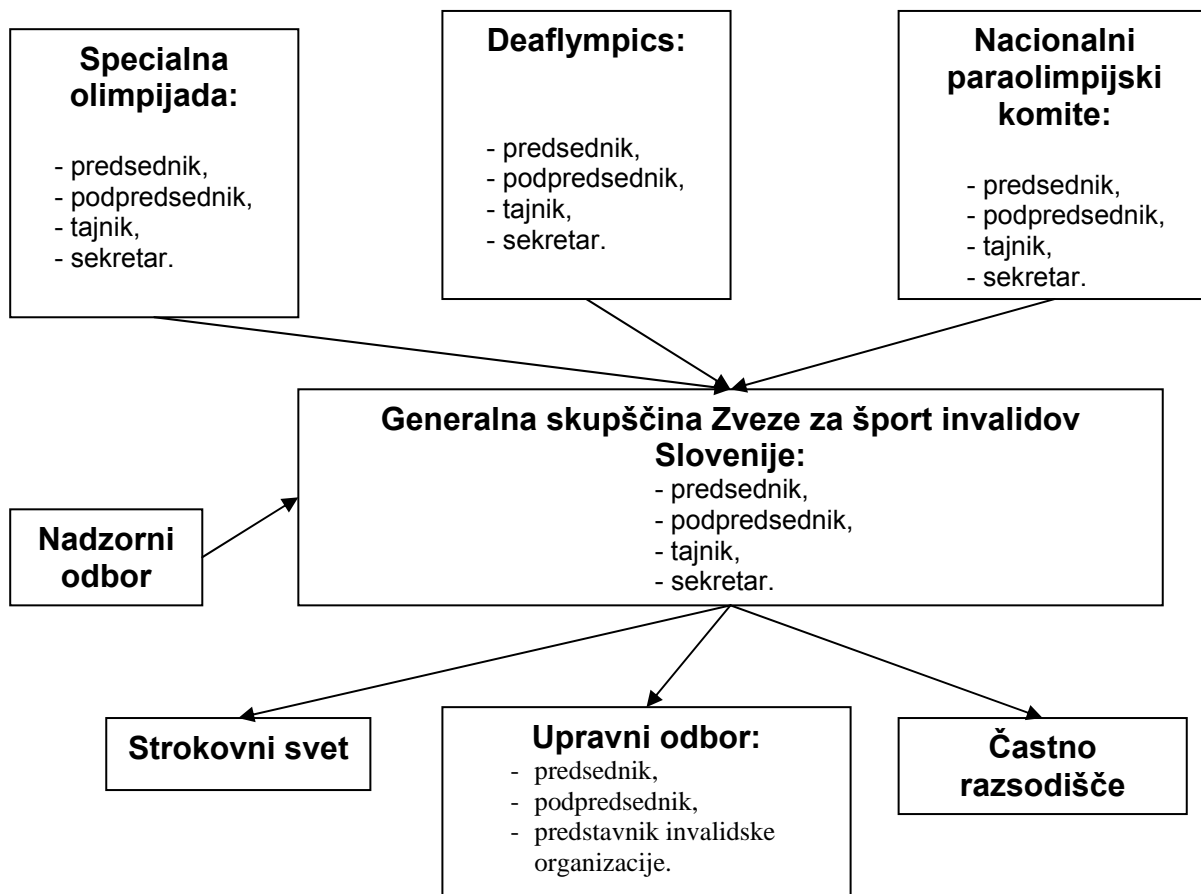 Specialna
olimpijada:
- predsednik,
- podpredsednik,
- tajnik,
- sekretar.
Deaflympics:
- predsednik,
- podpredsednik,
- tajnik,
- sekretar.
Nacionalni
paraolimpijski
komite:
- predsednik,
- podpredsednik,
- tajnik,
- sekretar.
Generalna skupščina Zveze za šport invalidov
Slovenije:
- predsednik,
- podpredsednik,
- tajnik,
- sekretar.
Nadzorni
odbor
Strokovni svet
Upravni odbor:
- predsednik,
- podpredsednik,
- predstavnik invalidske
organizacije.
Častno
razsodišče